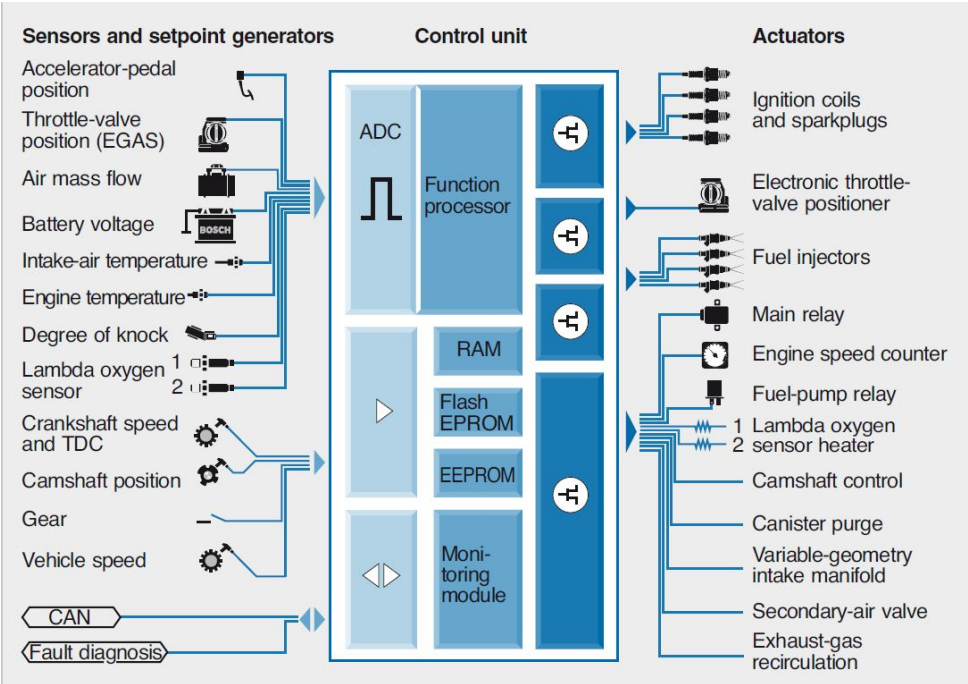 Sensors and setpoint generators
Control unit
Actuators
Accelerator-pedal
position
Throttle-valve
position (EGAS)
Air mass flow
Battery voltage
BOSCH
Intake-air temperature
Engine temperature
Degree of knock
Lambda oxygen
sensor
1
2
Crankshaft speed
and TDC
Camshaft position
Gear
Vehicle speed
CAN
Fault diagnosis
ADC
Function
processor
RAM
Flash
EPROM
EEPROM
Moni-
toring
module
Ignition coils
and sparkplugs
Electronic throttle-
valve positioner
Fuel injectors
Main relay
Engine speed counter
Fuel-pump relay
1 Lambda oxygen
2 sensor heater
Camshaft control
Canister purge
Variable-geometry
intake manifold
Secondary-air valve
Exhaust-gas
recirculation